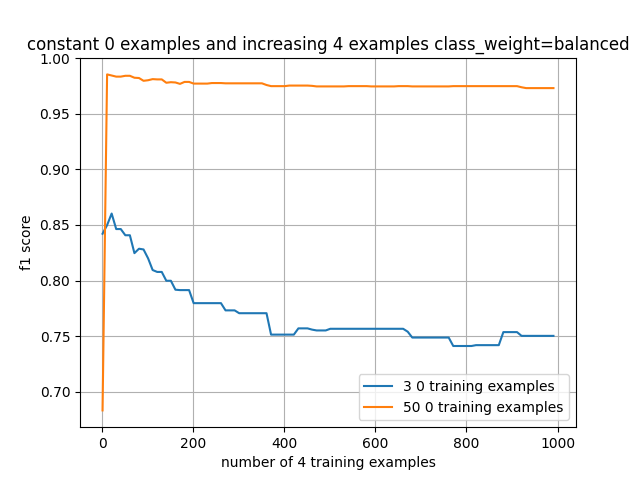 constant 0 examples and increasing 4 examples class_weight=balanced
1.00
0.95
0.90
0.85
0.80
0.75
0.70
f1 score
3 0 training examples
50 0 training examples
0 200 400 600 800 1000
number of 4 training examples